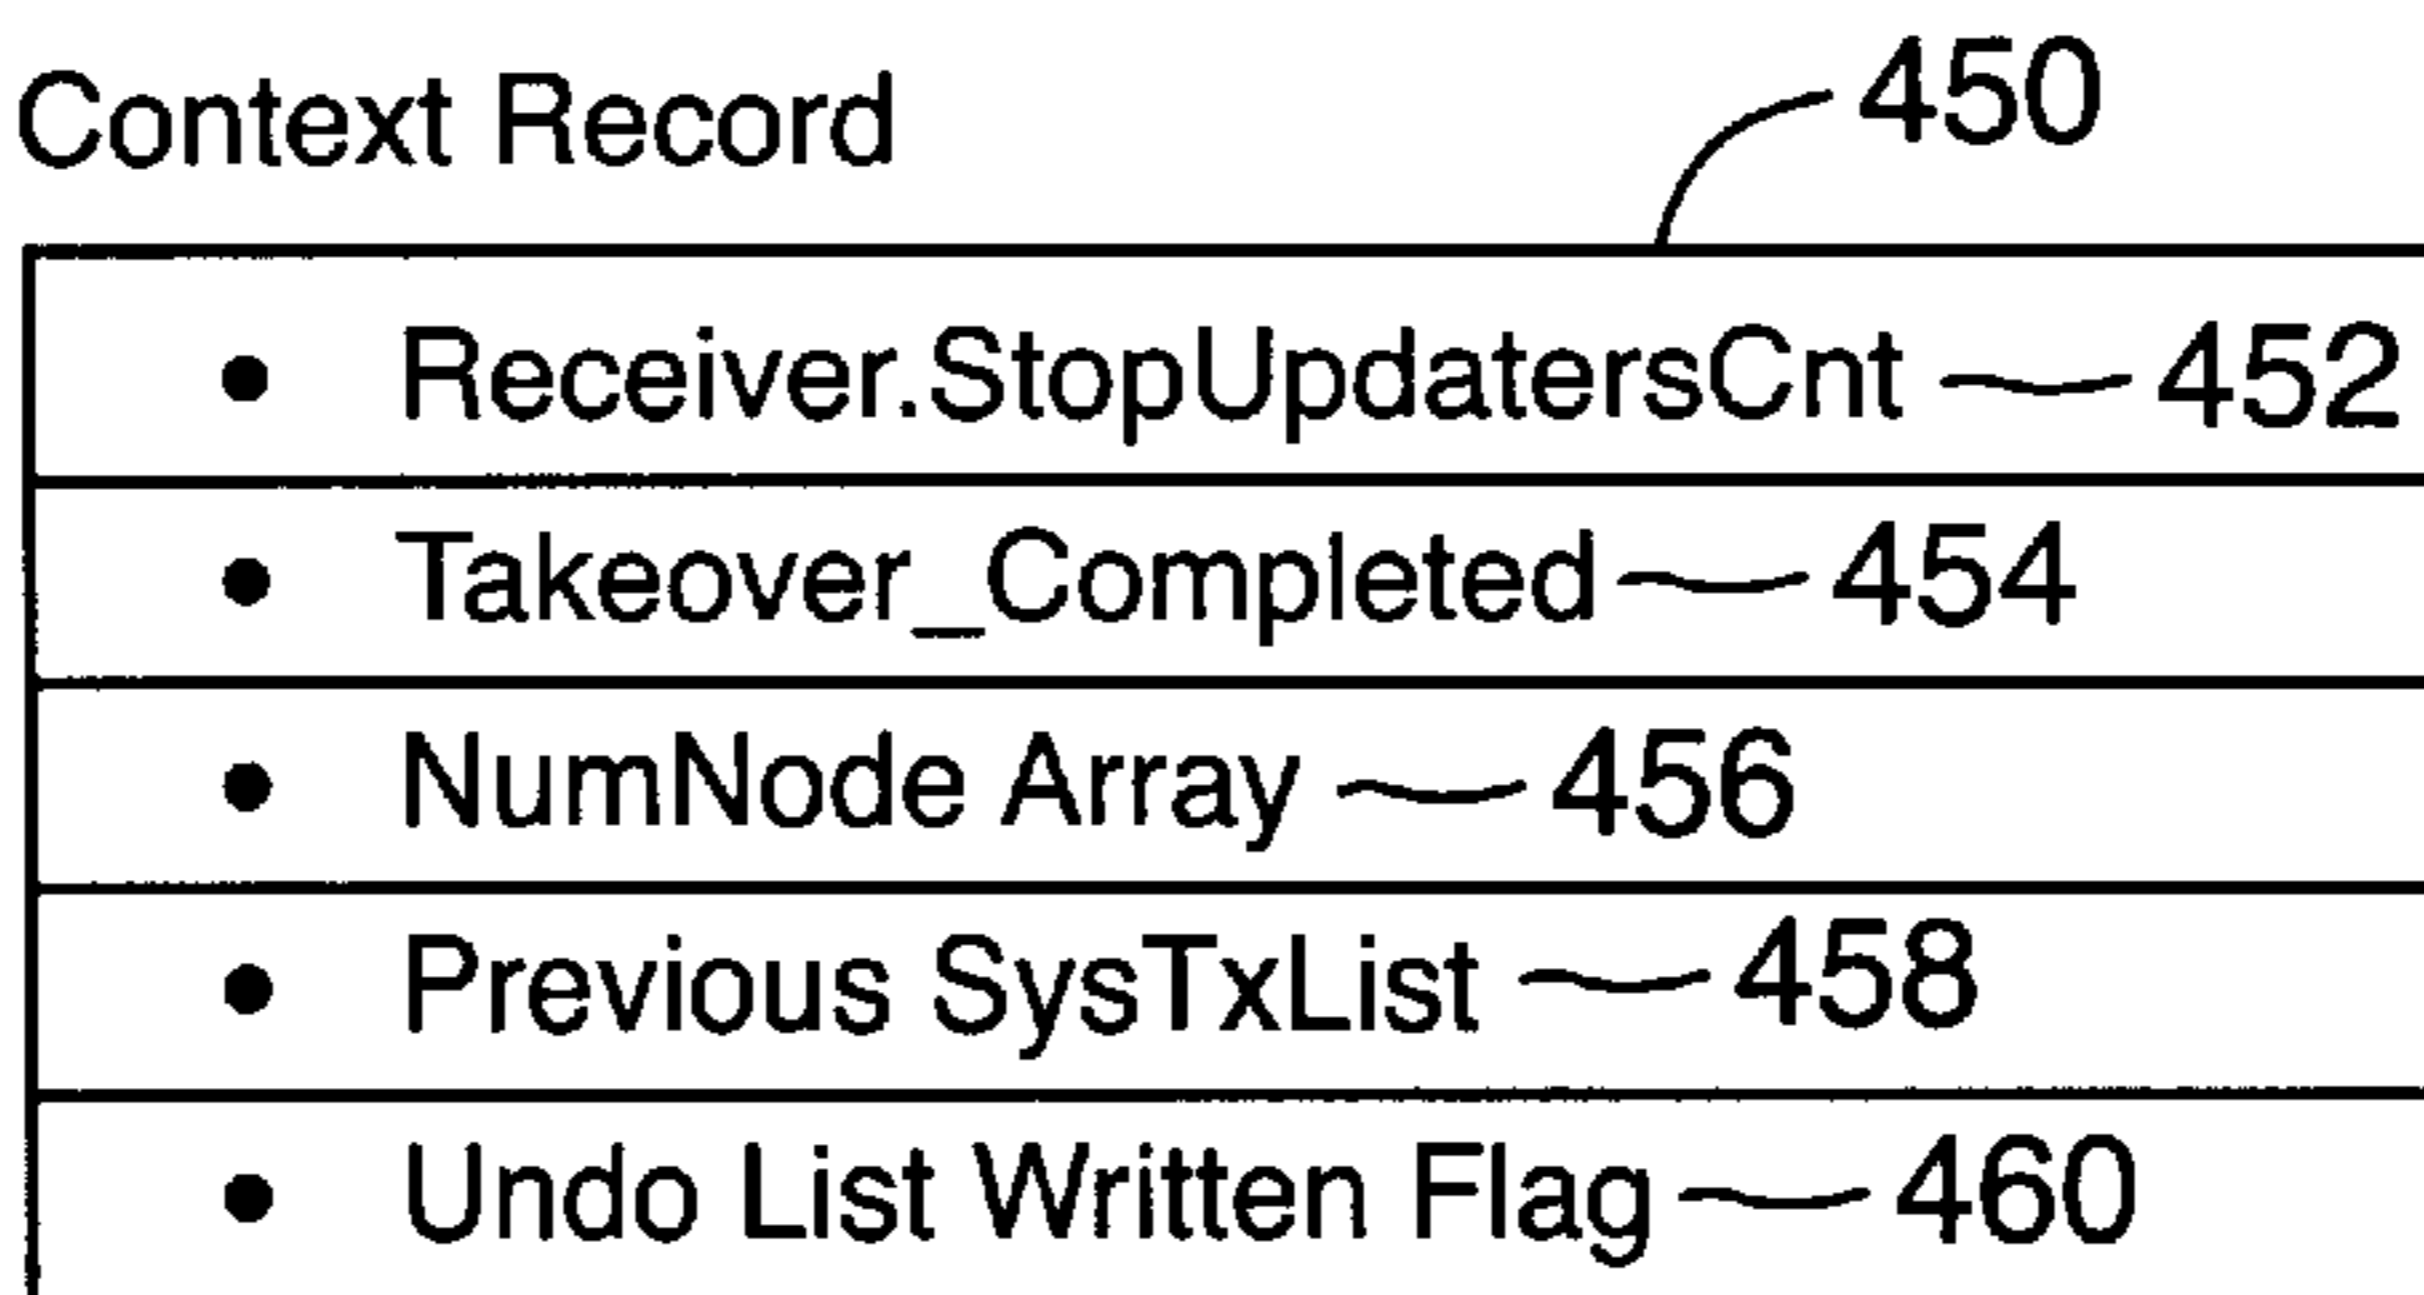 Context Record 450
• Receiver.StopUpdatersCnt 452
• Takeover_Completed 454
• NumNode Array 456
• Previous SysTxList 458
• Undo List Written Flag 460